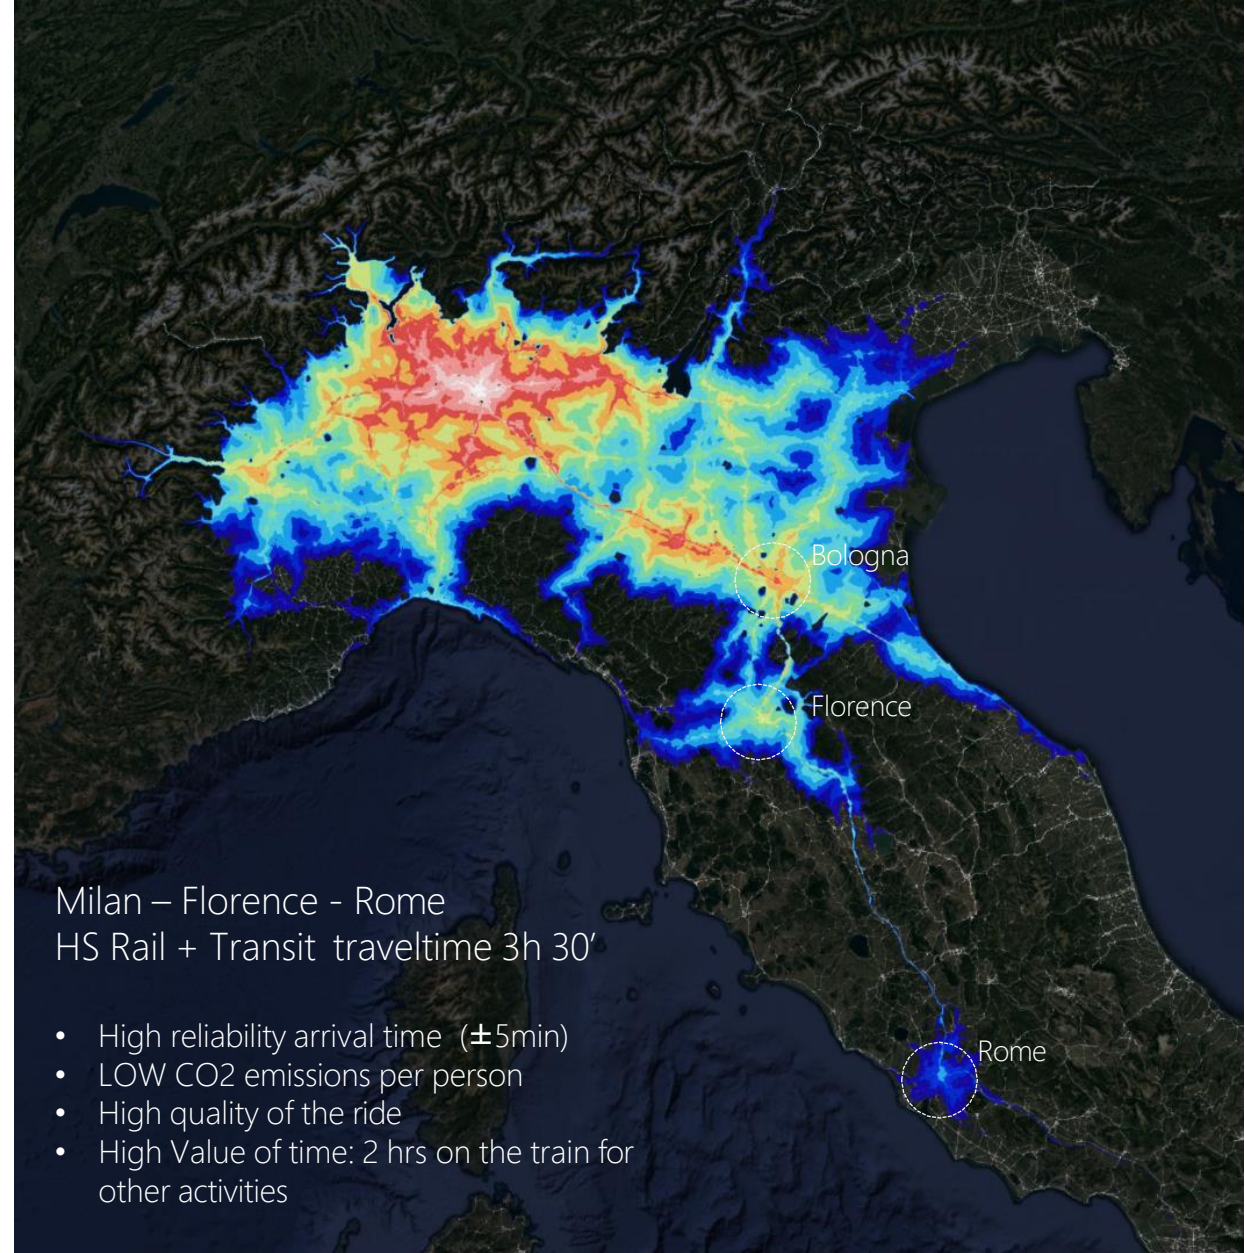 Bologna
Florence
Milan – Florence - Rome
HS Rail + Transit traveltime 3h 30’
• High reliability arrival time (±5min)
Rome
• LOW CO2 emissions per person
• High quality of the ride
• High Value of time: 2 hrs on the train for
other activities